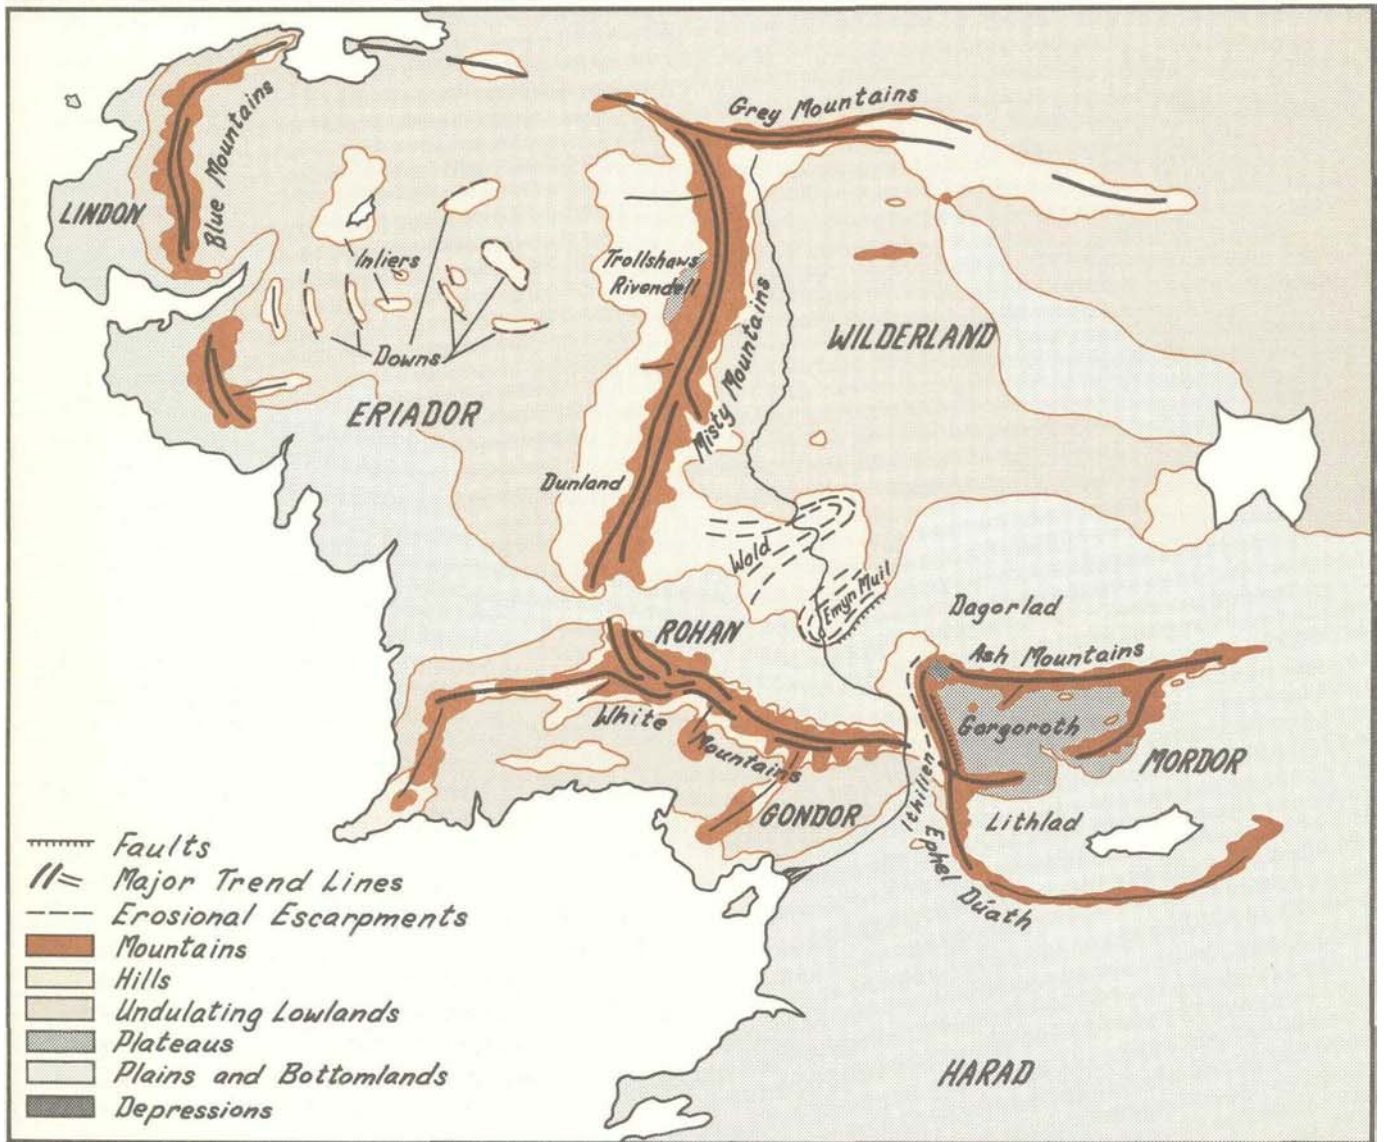 Grey Mountains
Blue Mountains
LINDON
Inliers
Trollshaws
Rivendell
Misty Mountains
WILDERLAND
Downs
ERIADOR
Dunland
Wold
Emyn Muil
Dagorlad
ROHAN
Ash Mountains
White
Mountains
Gorgoroth
MORDOR
Ithilien
GONDOR
Lithlad
Ephel Dúath
Faults
Major Trend Lines
Erosional Escarpments
Mountains
Hills
Undulating Lowlands
Plateaus
Plains and Bottomlands
Depressions
HARAD